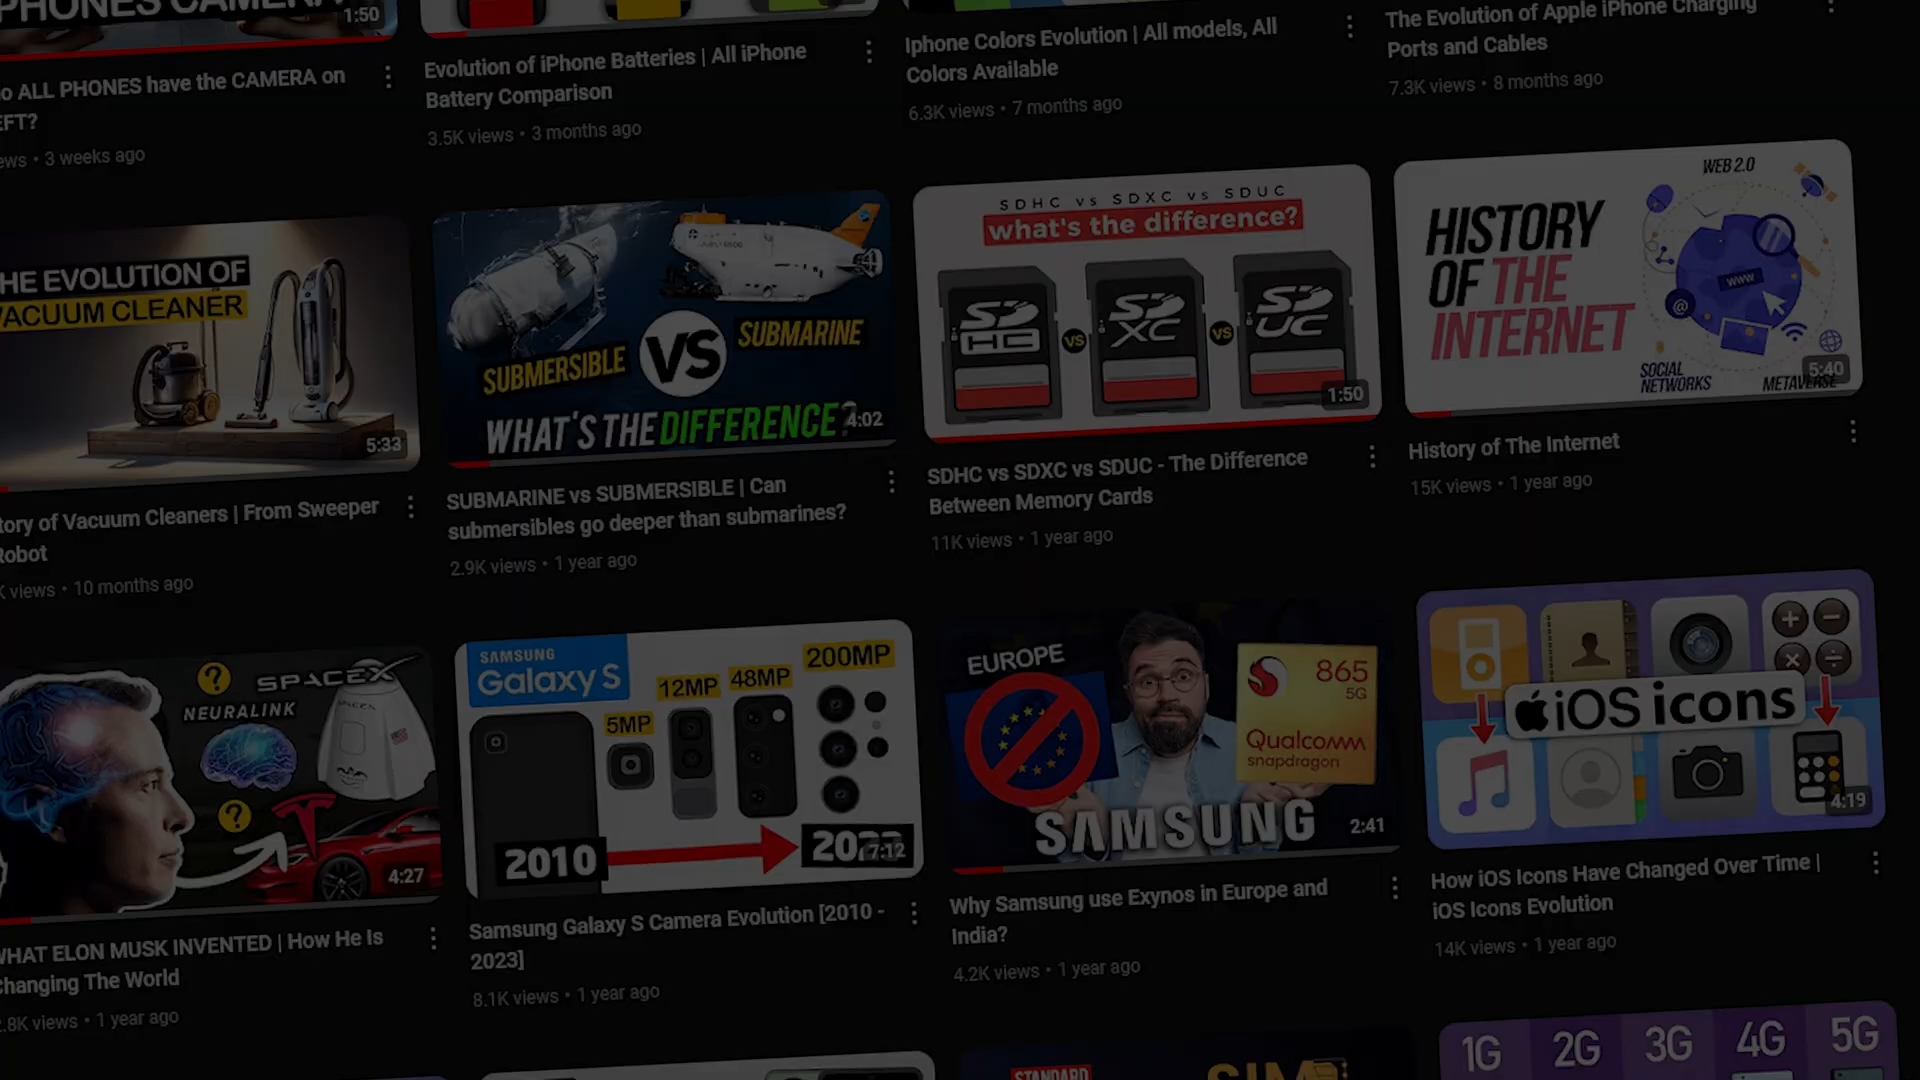 PHONES CAMERA
1:50
ALL PHONES have the CAMERA on
3 weeks ago
Evolution of iPhone Batteries | All iPhone
Battery Comparison
3.5K views • 3 months ago
Iphone Colors Evolution | All models, All
Colors Available
6.3K views • 7 months ago
The Evolution of Apple iPhone Charging
Ports and Cables
7.3K views • 8 months ago
THE EVOLUTION OF
VACUUM CLEANER
5:33
of Vacuum Cleaners | From Sweeper
Robot
views • 10 months ago
SUBMERSIBLE
VS
SUBMARINE
WHAT'S THE DIFFERENCE?
4:02
SUBMARINE vs SUBMERSIBLE | Can
submersibles go deeper than submarines?
2.9K views • 1 year ago
SDHC vs SDXC vs SDUC
what's the difference?
SD HC
vs
SD XC
vs
SD UC
1:50
SDHC vs SDXC vs SDUC - The Difference
Between Memory Cards
11K views • 1 year ago
WEB 2.0
HISTORY
OF THE
INTERNET
www
@
SOCIAL
NETWORKS
METAVERSE
5:40
History of The Internet
15K views • 1 year ago
?
SPACEX
NEURALINK
?
4:27
WHAT ELON MUSK INVENTED | How He Is
Changing The World
views • 1 year ago
SAMSUNG
Galaxy S
5MP
12MP
48MP
200MP
2010
7:12
Samsung Galaxy S Camera Evolution [2010 -
2023]
8.1K views • 1 year ago
EUROPE
865
5G
Qualcomm
snapdragon
SAMSUNG
2:41
Why Samsung use Exynos in Europe and
India?
4.2K views • 1 year ago
iOS icons
4:19
How iOS Icons Have Changed Over Time |
iOS Icons Evolution
14K views • 1 year ago
STANDARD
SIM
1G 2G 3G 4G 5G